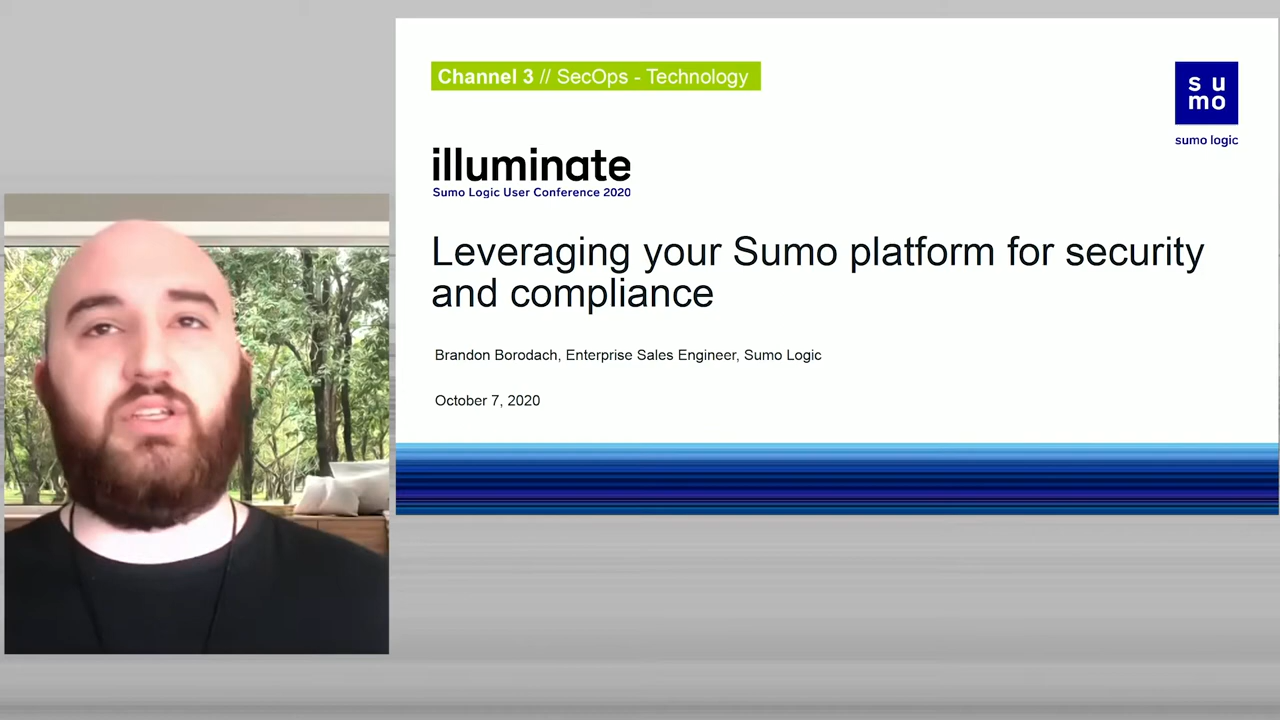 Channel 3 // SecOps - Technology
su
mo
sumo logic
illuminate
Sumo Logic User Conference 2020
Leveraging your Sumo platform for security
and compliance
Brandon Borodach, Enterprise Sales Engineer, Sumo Logic
October 7, 2020